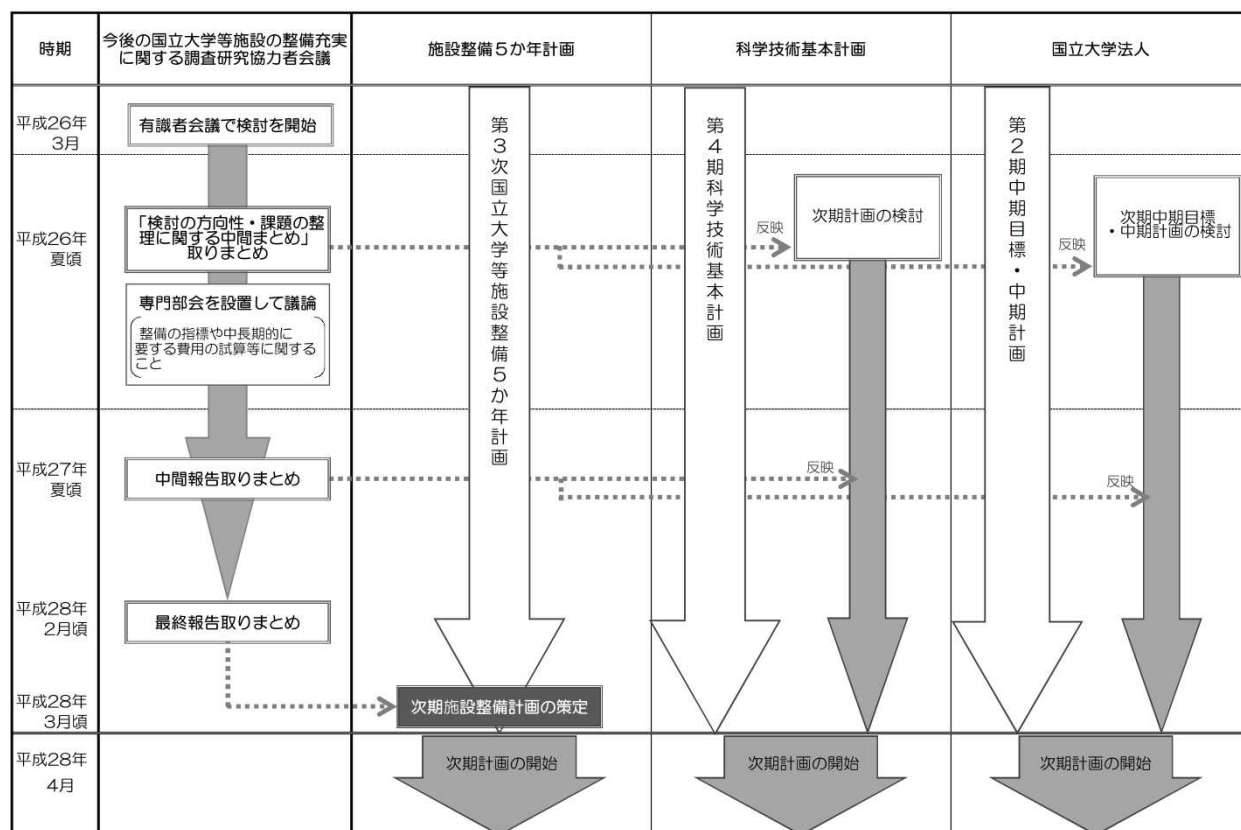 時期
今後の国立大学等施設の整備充実
に関する調査研究協力者会議
施設整備5か年計画
科学技術基本計画
国立大学法人
平成26年
3月
有識者会議で検討を開始
第3次国立大学等施設整備5か年計画
第4期科学技術基本計画
第2期中期目標・中期計画
平成26年
夏頃
「検討の方向性・課題の整
理に関する中間まとめ」
取りまとめ
反映
次期計画の検討
反映
次期中期目標
・中期計画の検討
専門部会を設置して議論
整備の指標や中長期的に
要する費用の試算等に関する
こと
平成27年
夏頃
中間報告取りまとめ
反映
反映
平成28年
2月頃
最終報告取りまとめ
平成28年
3月頃
次期施設整備計画の策定
平成28年
4月
次期計画の開始
次期計画の開始
次期計画の開始